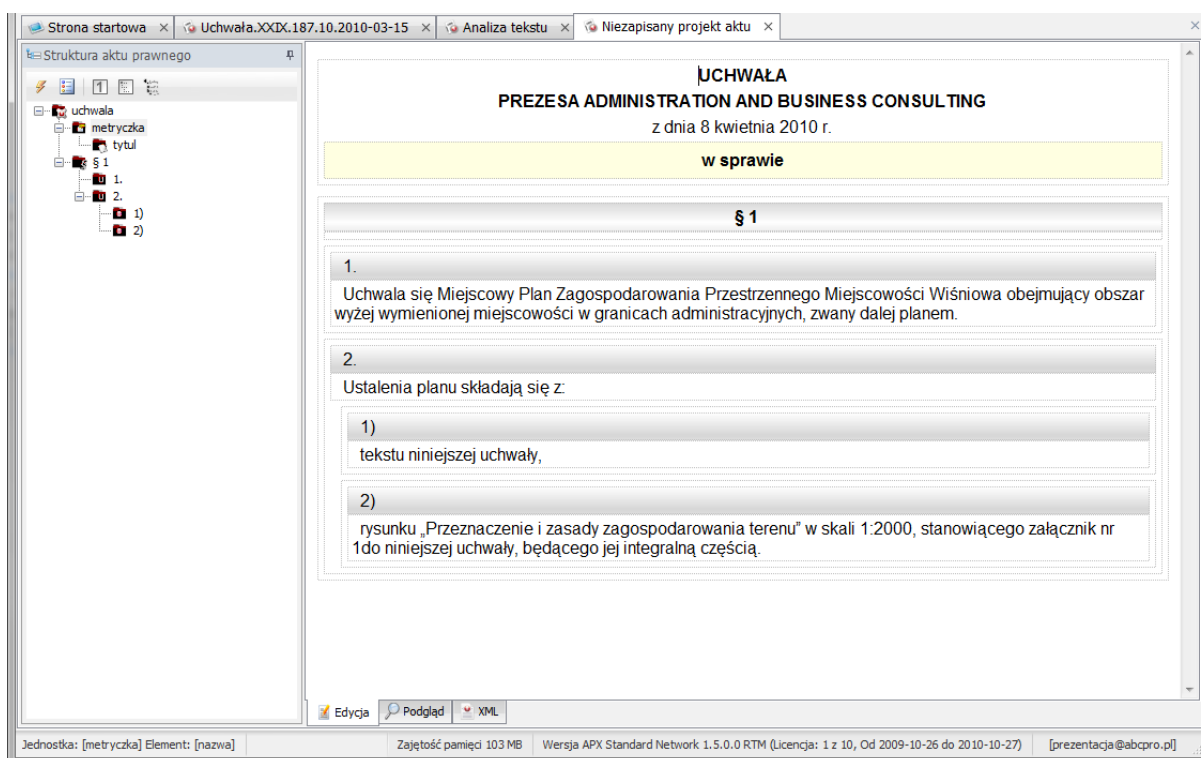 Strona startowa × Uchwała.XXIX.187.10.2010-03-15 × Analiza tekstu × Niezapisany projekt aktu ×
Struktura aktu prawnego
uchwala
metryczka
tytul
§ 1
1.
2.
1)
2)
UCHWAŁA
PREZESA ADMINISTRATION AND BUSINESS CONSULTING
z dnia 8 kwietnia 2010 r.
w sprawie
§ 1
1.
Uchwala się Miejscowy Plan Zagospodarowania Przestrzennego Miejscowości Wiśniowa obejmujący obszar
wyżej wymienionej miejscowości w granicach administracyjnych, zwany dalej planem.
2.
Ustalenia planu składają się z:
1)
tekstu niniejszej uchwały,
2)
rysunku „Przeznaczenie i zasady zagospodarowania terenu” w skali 1:2000, stanowiącego załącznik nr
1do niniejszej uchwały, będącego jej integralną częścią.
Edycja Podgląd XML
Jednostka: [metryczka] Element: [nazwa] Zajętość pamięci 103 MB Wersja APX Standard Network 1.5.0.0 RTM (Licencja: 1 z 10, Od 2009-10-26 do 2010-10-27) [prezentacja@abcpro.pl]